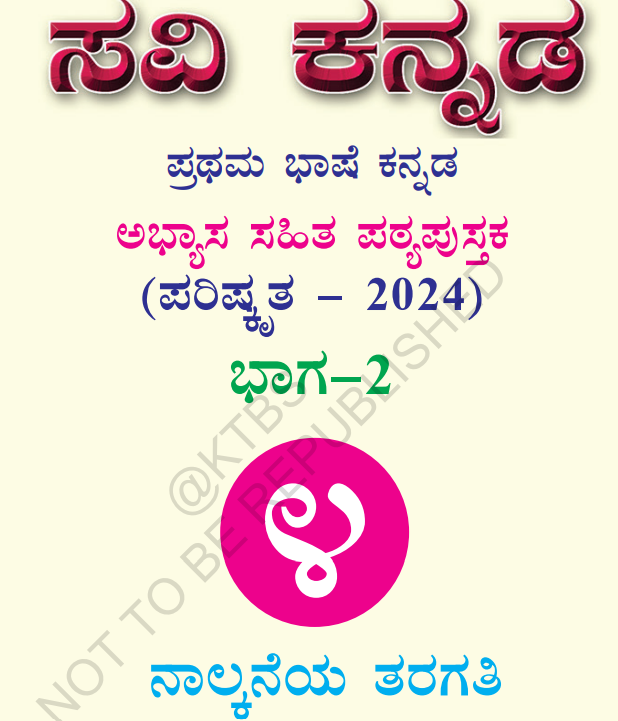 ಸವಿ ಕನ್ನಡ
ಪ್ರಥಮ ಭಾಷೆ ಕನ್ನಡ
ಅಭ್ಯಾಸ ಸಹಿತ ಪಠ್ಯಪುಸ್ತಕ
(ಪರಿಷ್ಕೃತ – 2024)
ಭಾಗ–2
೪
ನಾಲ್ಕನೆಯ ತರಗತಿ
@KTBS
NOT TO BE REPUBLISHED